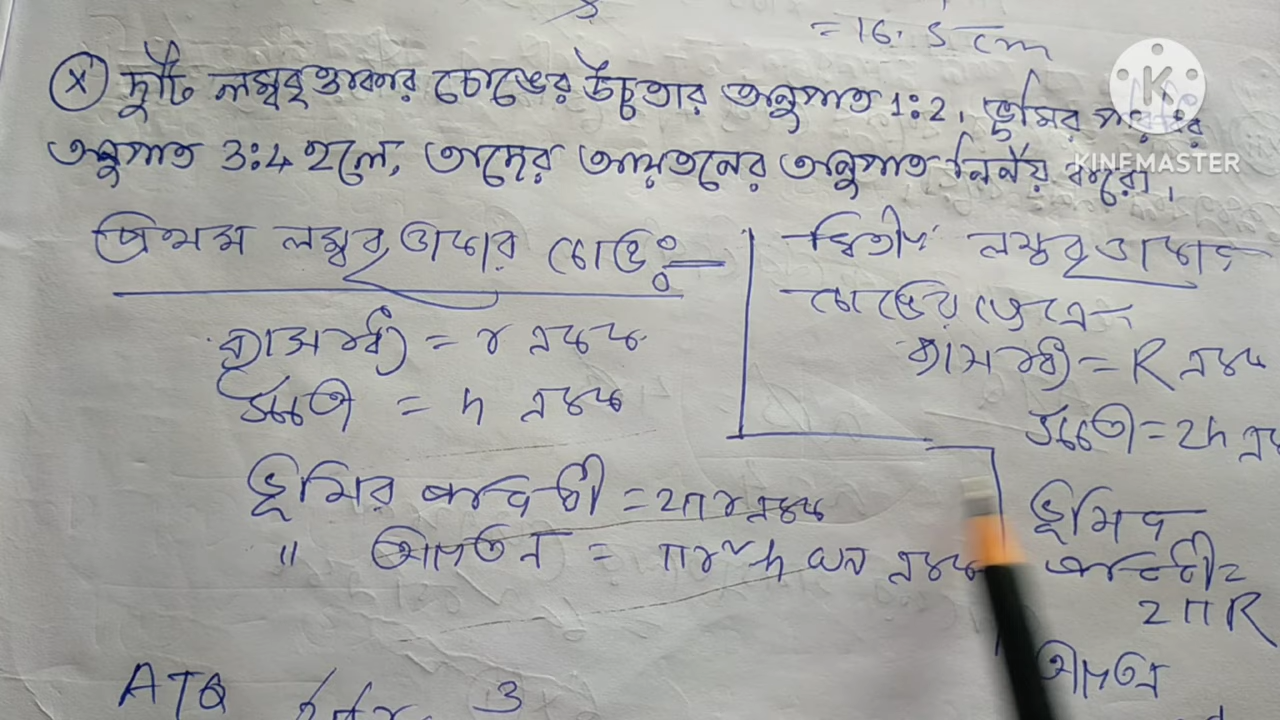 = 16.5 cm
দুটি লম্ববৃত্তাকার চোঙের উচ্চতার অনুপাত 1:2। ভূমির পরিধির
KINEMASTER
অনুপাত 3:4 হলে, তাদের আয়তনের অনুপাত নির্ণয় করো।
প্রথম লম্ববৃত্তাকার চোঙ:-
ব্যাসার্ধ = r একক
উচ্চতা = h একক
ভূমির পরিধি = 2πr একক
" আয়তন = πr²h ঘন একক
দ্বিতীয় লম্ববৃত্তাকার
চোঙের ক্ষেত্রে
ব্যাসার্ধ = R একক
উচ্চতা = 2h
ভূমির
পরিধি =
2πR
আয়তন
ATQ
3